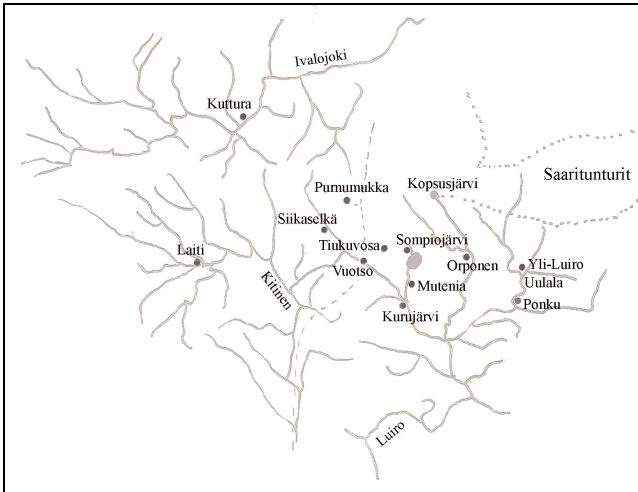 Ivalojoki
Kuttura
Purnumukka
Kopsusjärvi
Saaritunturit
Siikaselkä
Tiukuvosa
Sompiojärvi
Laiti
Vuotso
Orponen
Yli-Luiro
Uulala
Kitinen
Mutenia
Ponku
Kurujärvi
Luiro